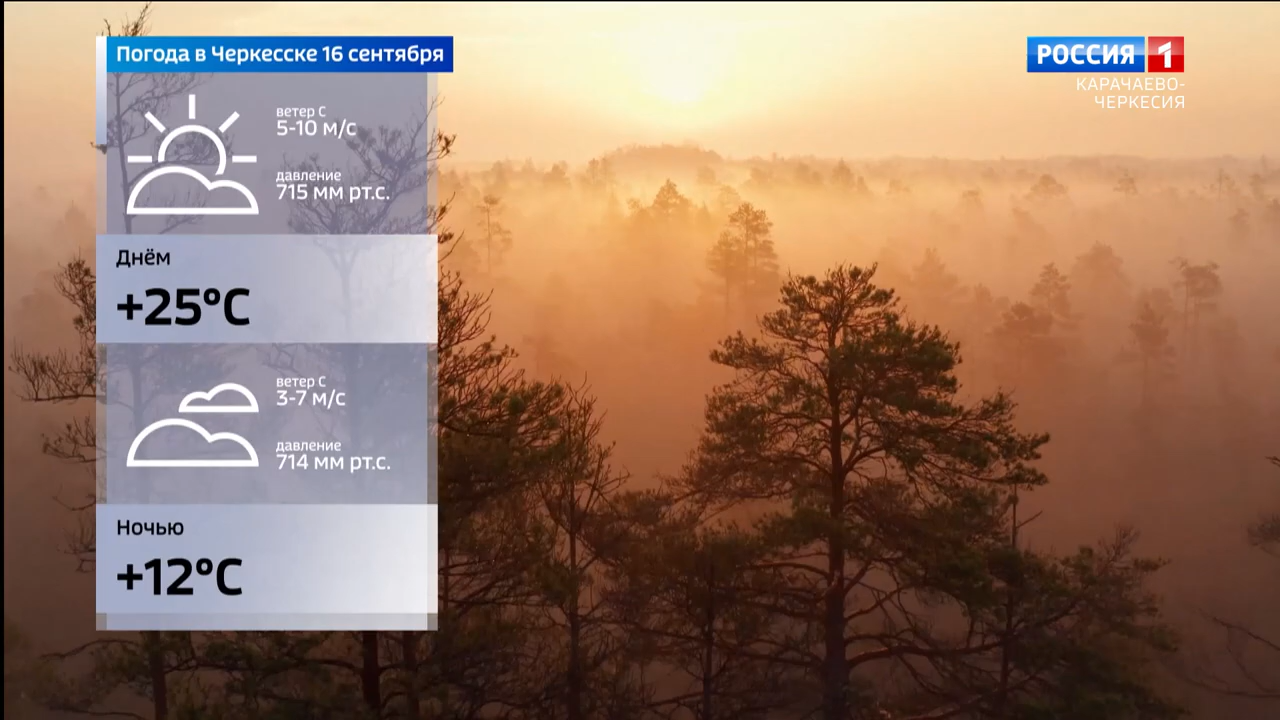 Погода в Черкесске 16 сентября
РОССИЯ 1
КАРАЧАЕВО-
ЧЕРКЕСИЯ
ветер С
5-10 м/с
давление
715 мм рт.с.
Днём
+25°C
ветер С
3-7 м/с
давление
714 мм рт.с.
Ночью
+12°C